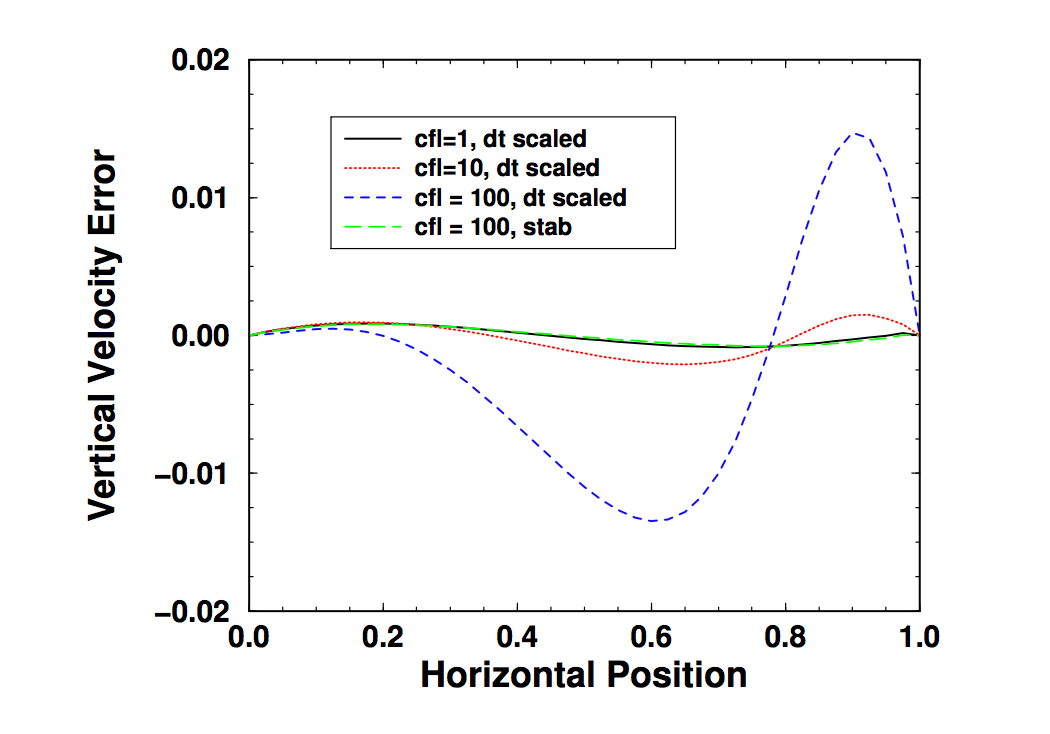 0.02
cfl=1, dt scaled
cfl=10, dt scaled
cfl = 100, dt scaled
cfl = 100, stab
0.01
0.00
−0.01
−0.02
Vertical Velocity Error
0.0 0.2 0.4 0.6 0.8 1.0
Horizontal Position